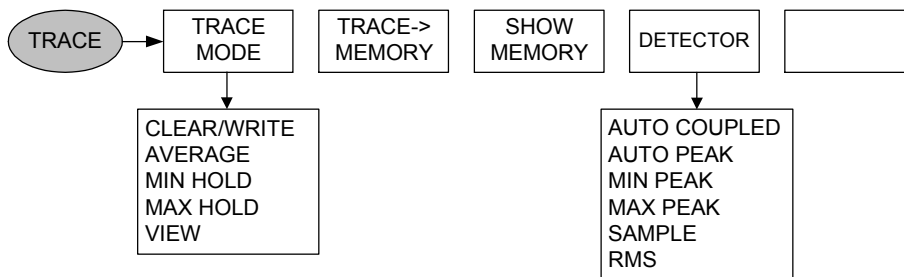 TRACE
TRACE
MODE
TRACE->
MEMORY
SHOW
MEMORY
DETECTOR
CLEAR/WRITE
AVERAGE
MIN HOLD
MAX HOLD
VIEW
AUTO COUPLED
AUTO PEAK
MIN PEAK
MAX PEAK
SAMPLE
RMS